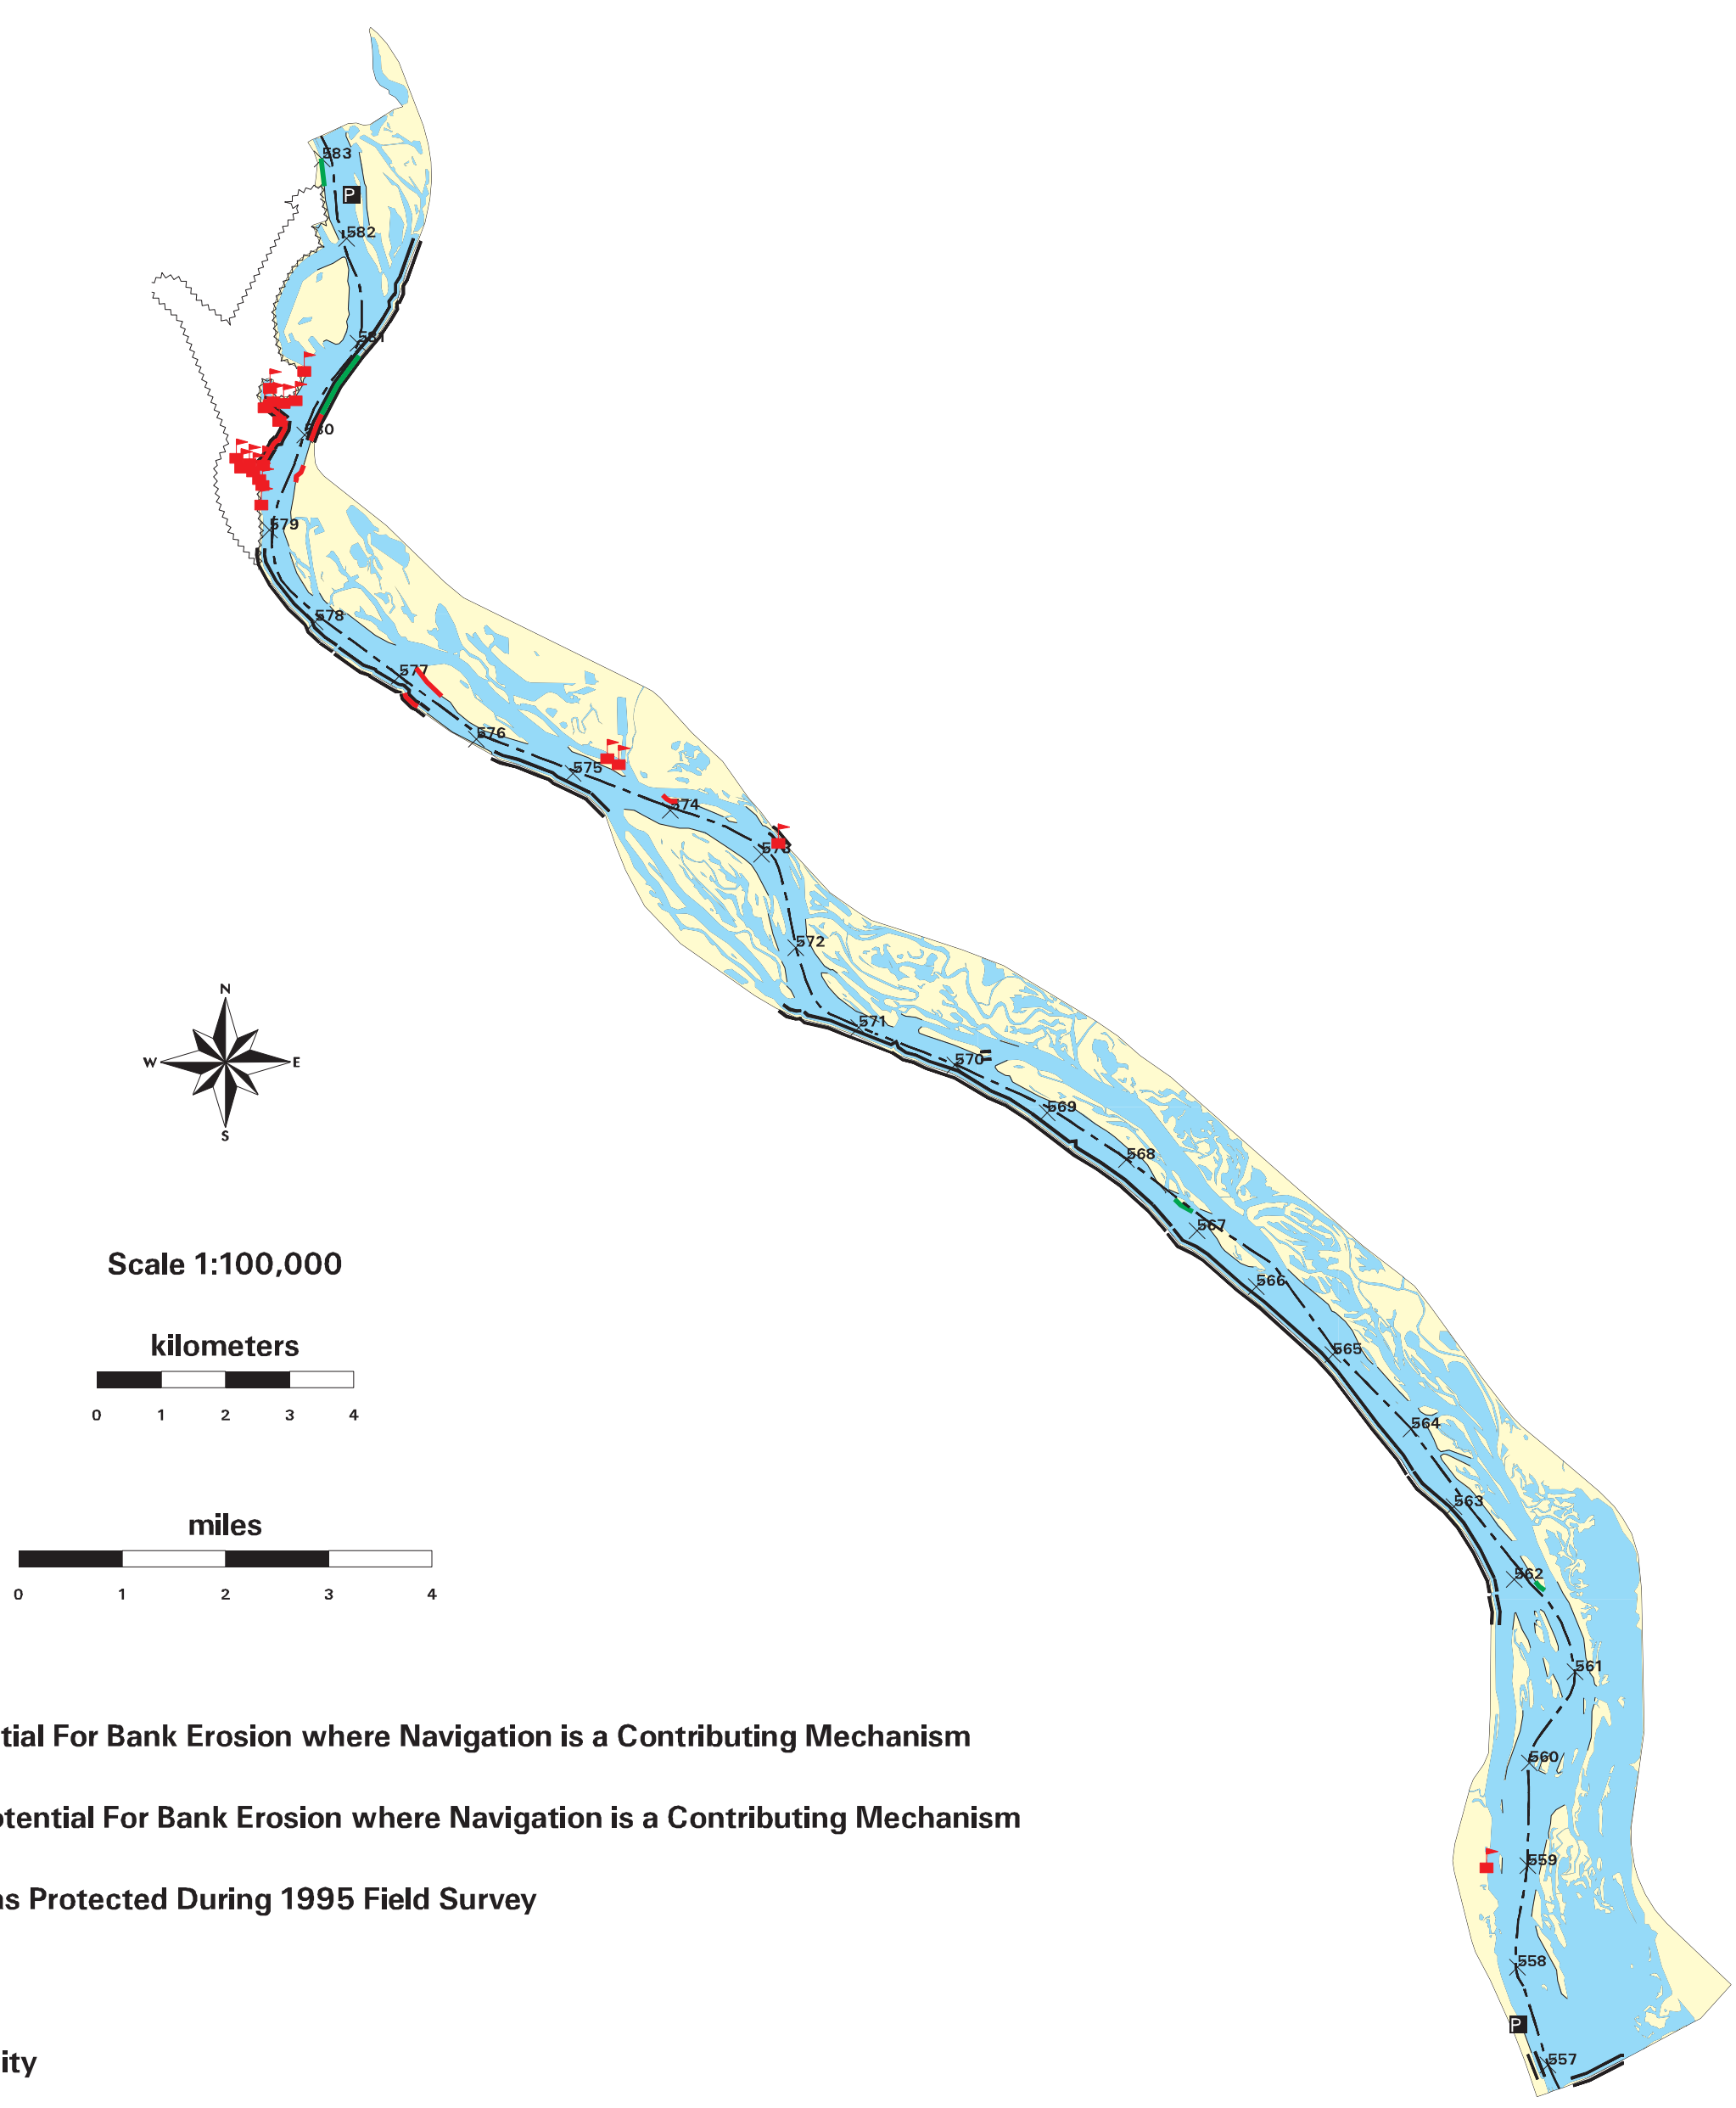 583
P
582
581
580
579
578
577
576
575
574
573
572
571
570
569
568
567
566
565
564
563
562
561
560
559
558
P
557
N
W E
S
Scale 1:100,000
kilometers
0 1 2 3 4
miles
0 1 2 3 4
tial For Bank Erosion where Navigation is a Contributing Mechanism
otential For Bank Erosion where Navigation is a Contributing Mechanism
as Protected During 1995 Field Survey
ity